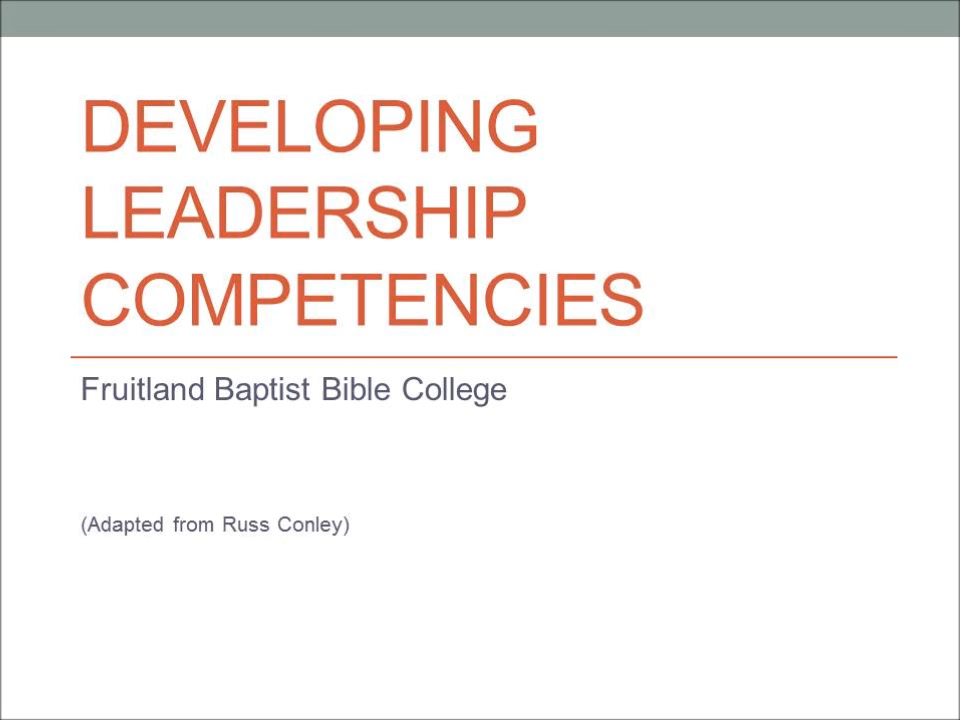 DEVELOPING
LEADERSHIP
COMPETENCIES
Fruitland Baptist Bible College
(Adapted from Russ Conley)